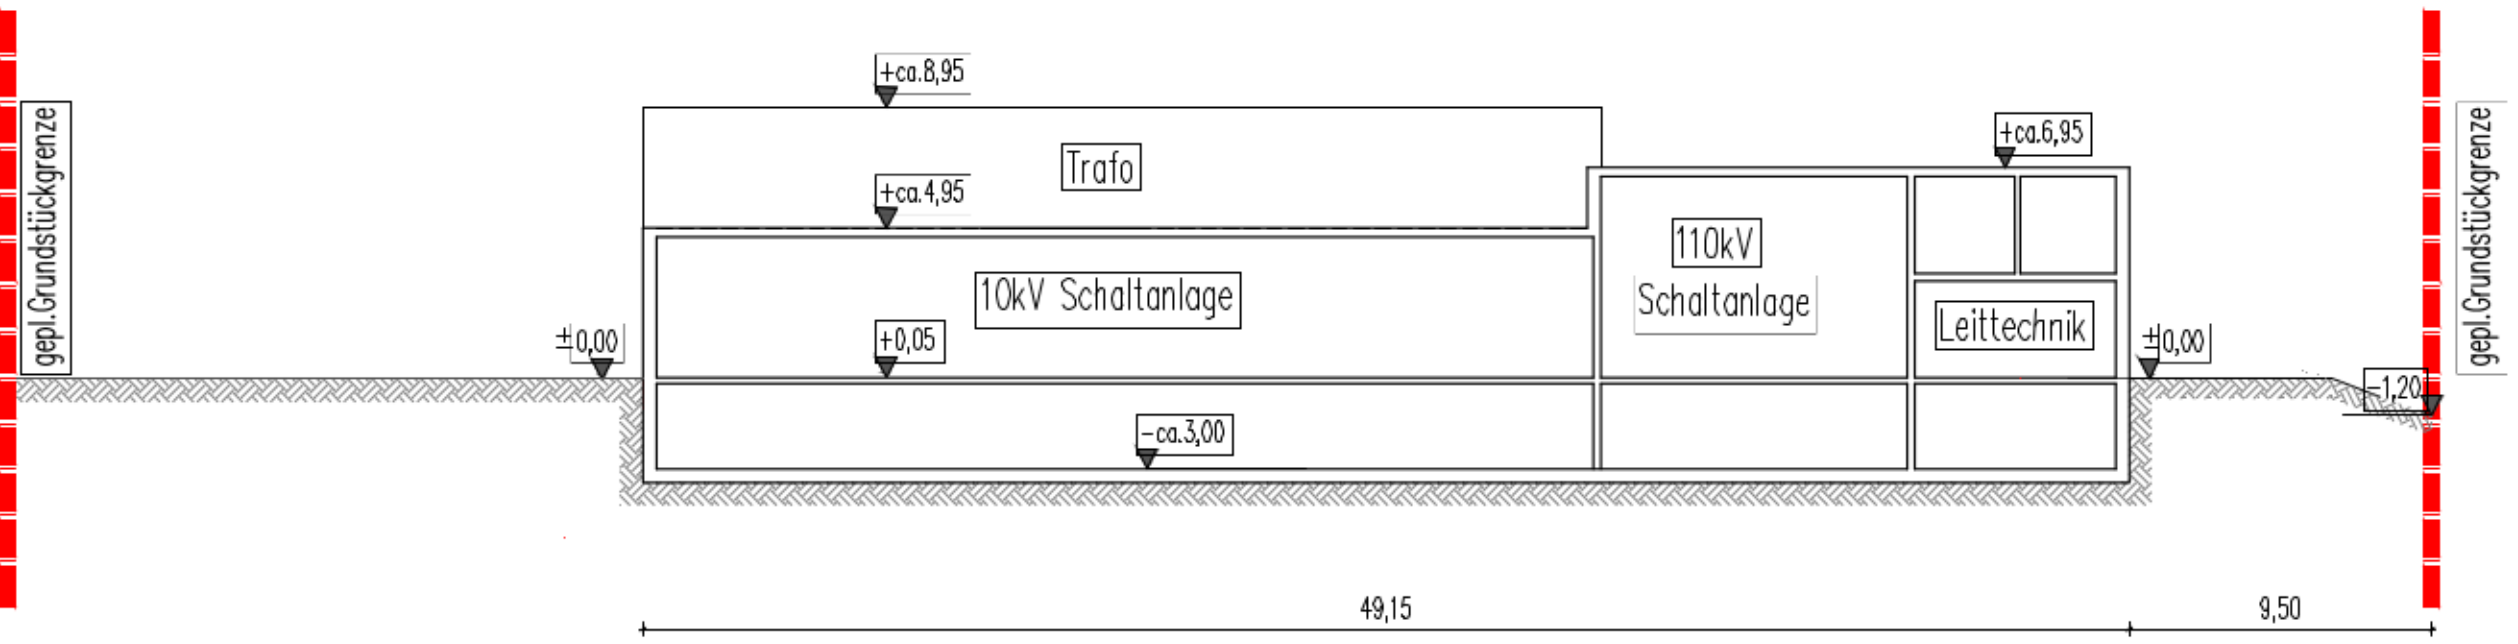 +ca.8,95
gepl.Grundstückgrenze
gepl.Grundstückgrenze
+ca.6,95
Trafo
+ca.4,95
110kV
Schaltanlage
10kV Schaltanlage
Leittechnik
±0,00
+0,05
±0,00
-1,20
-ca.3,00
49,15
9,50